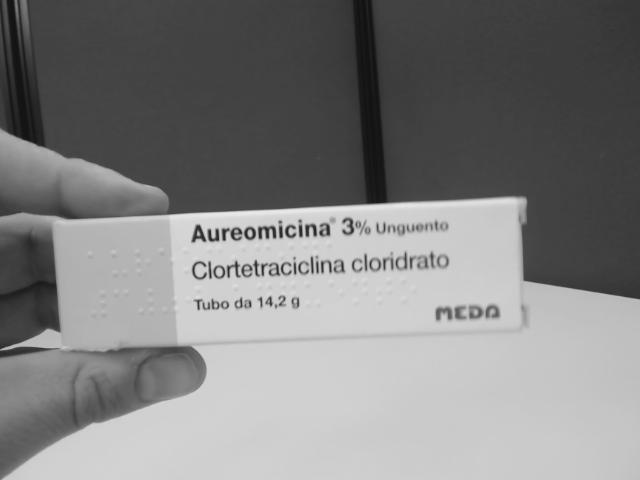 Aureomicina® 3% Unguento
Clortetraciclina cloridrato
Tubo da 14,2 g
MEDA